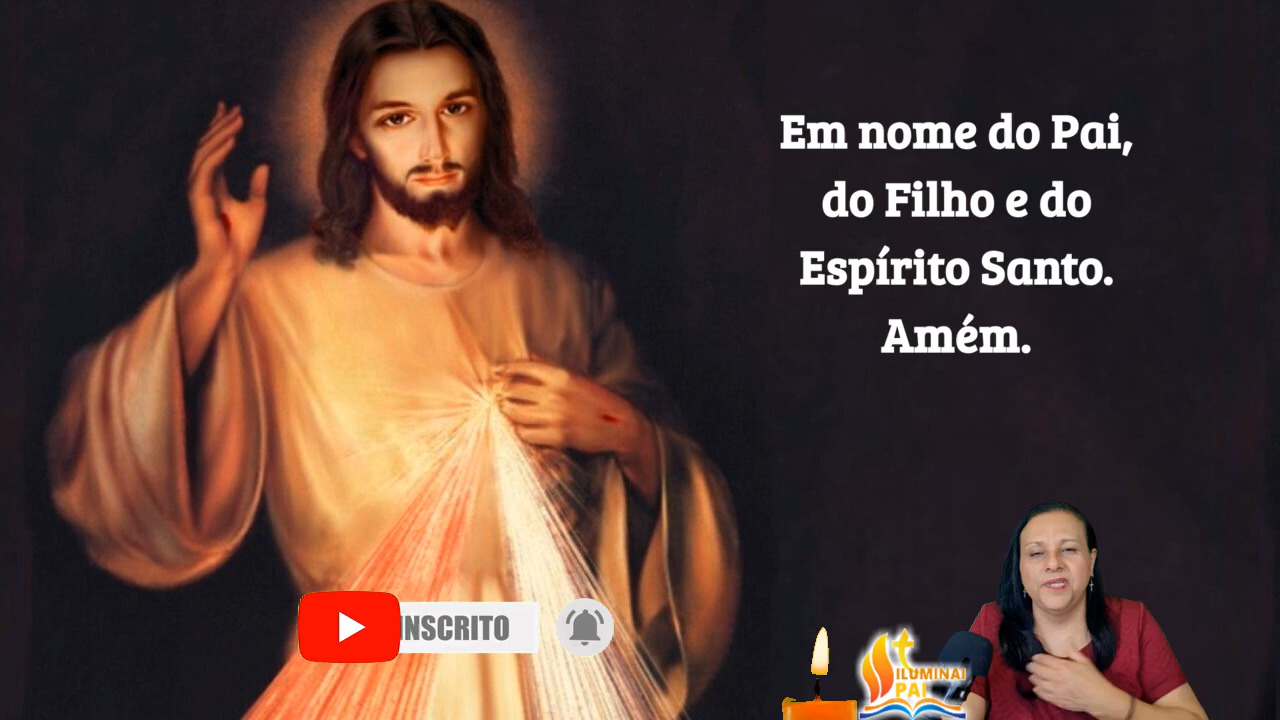 Em nome do Pai,
do Filho e do
Espírito Santo.
Amém.
INSCRITO
ILUMINAI
PAI